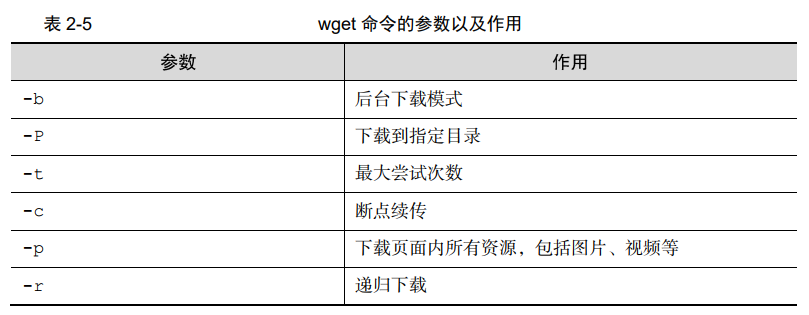 表 2-5 wget 命令的参数以及作用
参数 作用
-b 后台下载模式
-P 下载到指定目录
-t 最大尝试次数
-c 断点续传
-p 下载页面内所有资源，包括图片、视频等
-r 递归下载